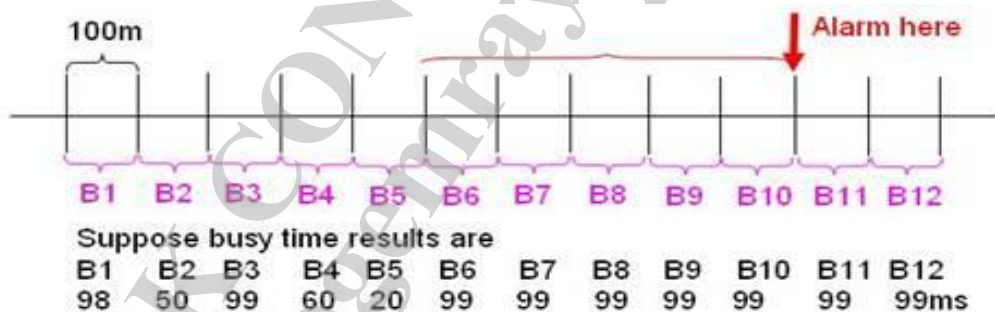 100m
Alarm here
B1 B2 B3 B4 B5 B6 B7 B8 B9 B10 B11 B12
Suppose busy time results are
B1 B2 B3 B4 B5 B6 B7 B8 B9 B10 B11 B12
98 50 99 60 20 99 99 99 99 99 99 99ms